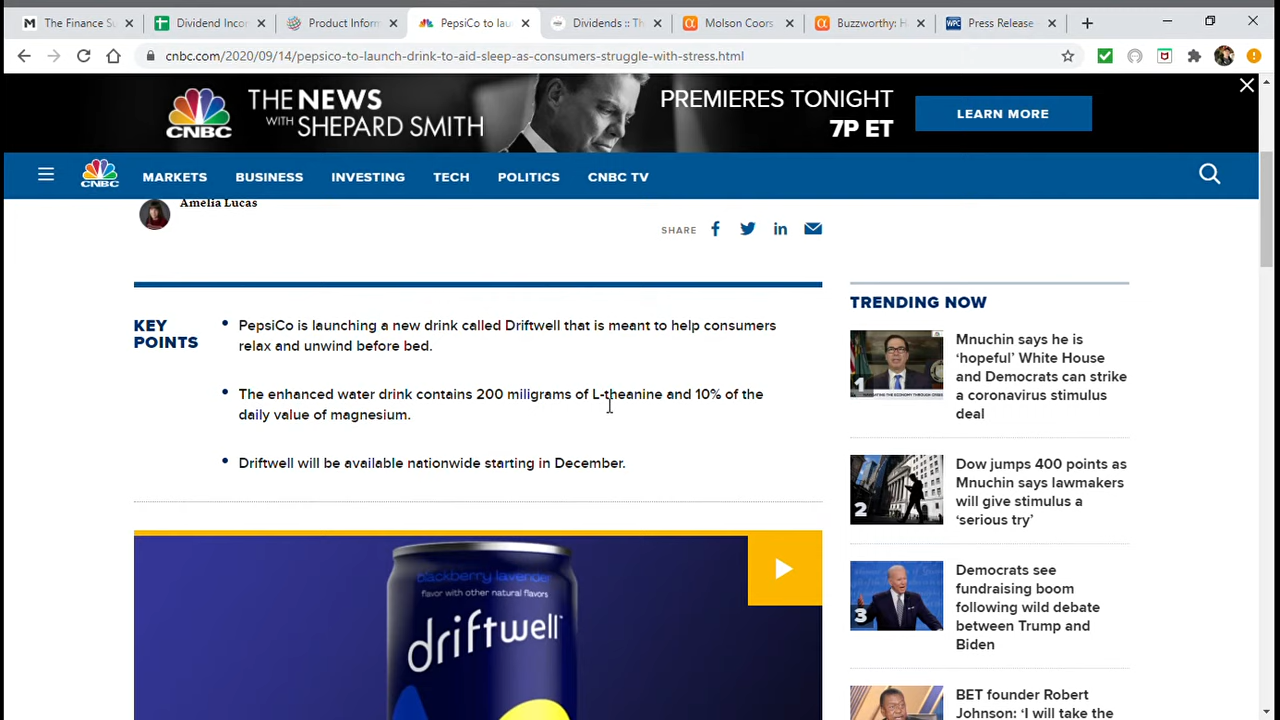 The Finance Su
Dividend Incor
Product Inform
PepsiCo to lau
Dividends :: Th
Molson Coors
Buzzworthy: H
WPC
Press Release
cnbc.com/2020/09/14/pepsico-to-launch-drink-to-aid-sleep-as-consumers-struggle-with-stress.html
CNBC
THE NEWS
WITH SHEPARD SMITH
PREMIERES TONIGHT
7P ET
LEARN MORE
CNBC
MARKETS
BUSINESS
INVESTING
TECH
POLITICS
CNBC TV
Amelia Lucas
SHARE
KEY
POINTS
PepsiCo is launching a new drink called Driftwell that is meant to help consumers
relax and unwind before bed.
The enhanced water drink contains 200 miligrams of L-theanine and 10% of the
daily value of magnesium.
Driftwell will be available nationwide starting in December.
blackberry lavender
flavor with other natural flavors
driftwell™
TRENDING NOW
1
Mnuchin says he is
‘hopeful’ White House
and Democrats can strike
a coronavirus stimulus
deal
2
Dow jumps 400 points as
Mnuchin says lawmakers
will give stimulus a
‘serious try’
3
Democrats see
fundraising boom
following wild debate
between Trump and
Biden
BET founder Robert
Johnson: ‘I will take the